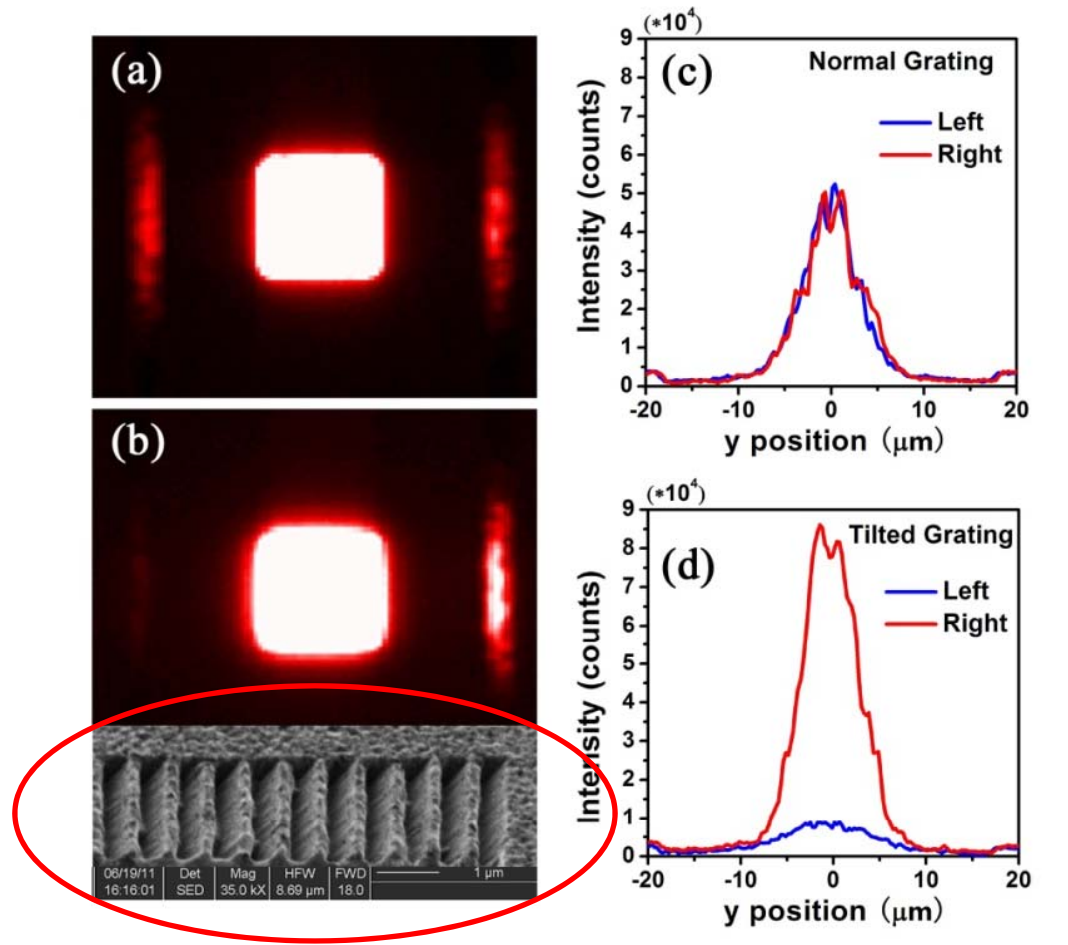 (a)
(b)
06/19/11 Det Mag HFW FWD 1 μm
16:16:01 SED 35.0 kX 8.69 μm 18.0
(*10⁴)
9
8
7
6
5
4
3
2
1
0
(c)
Normal Grating
Left
Right
Intensity (counts)
-20 -10 0 10 20
y position (μm)
(*10⁴)
9
8
7
6
5
4
3
2
1
0
Tilted Grating
(d)
Left
Right
Intensity (counts)
-20 -10 0 10 20
y position (μm)